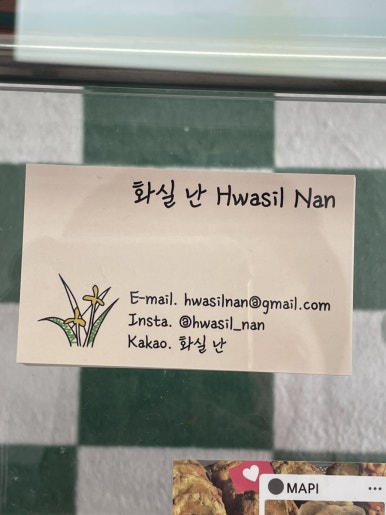 화실 난 Hwasil Nan
E-mail. hwasilnan@gmail.com
Insta. @hwasil_nan
Kakao. 화실 난
MAPI